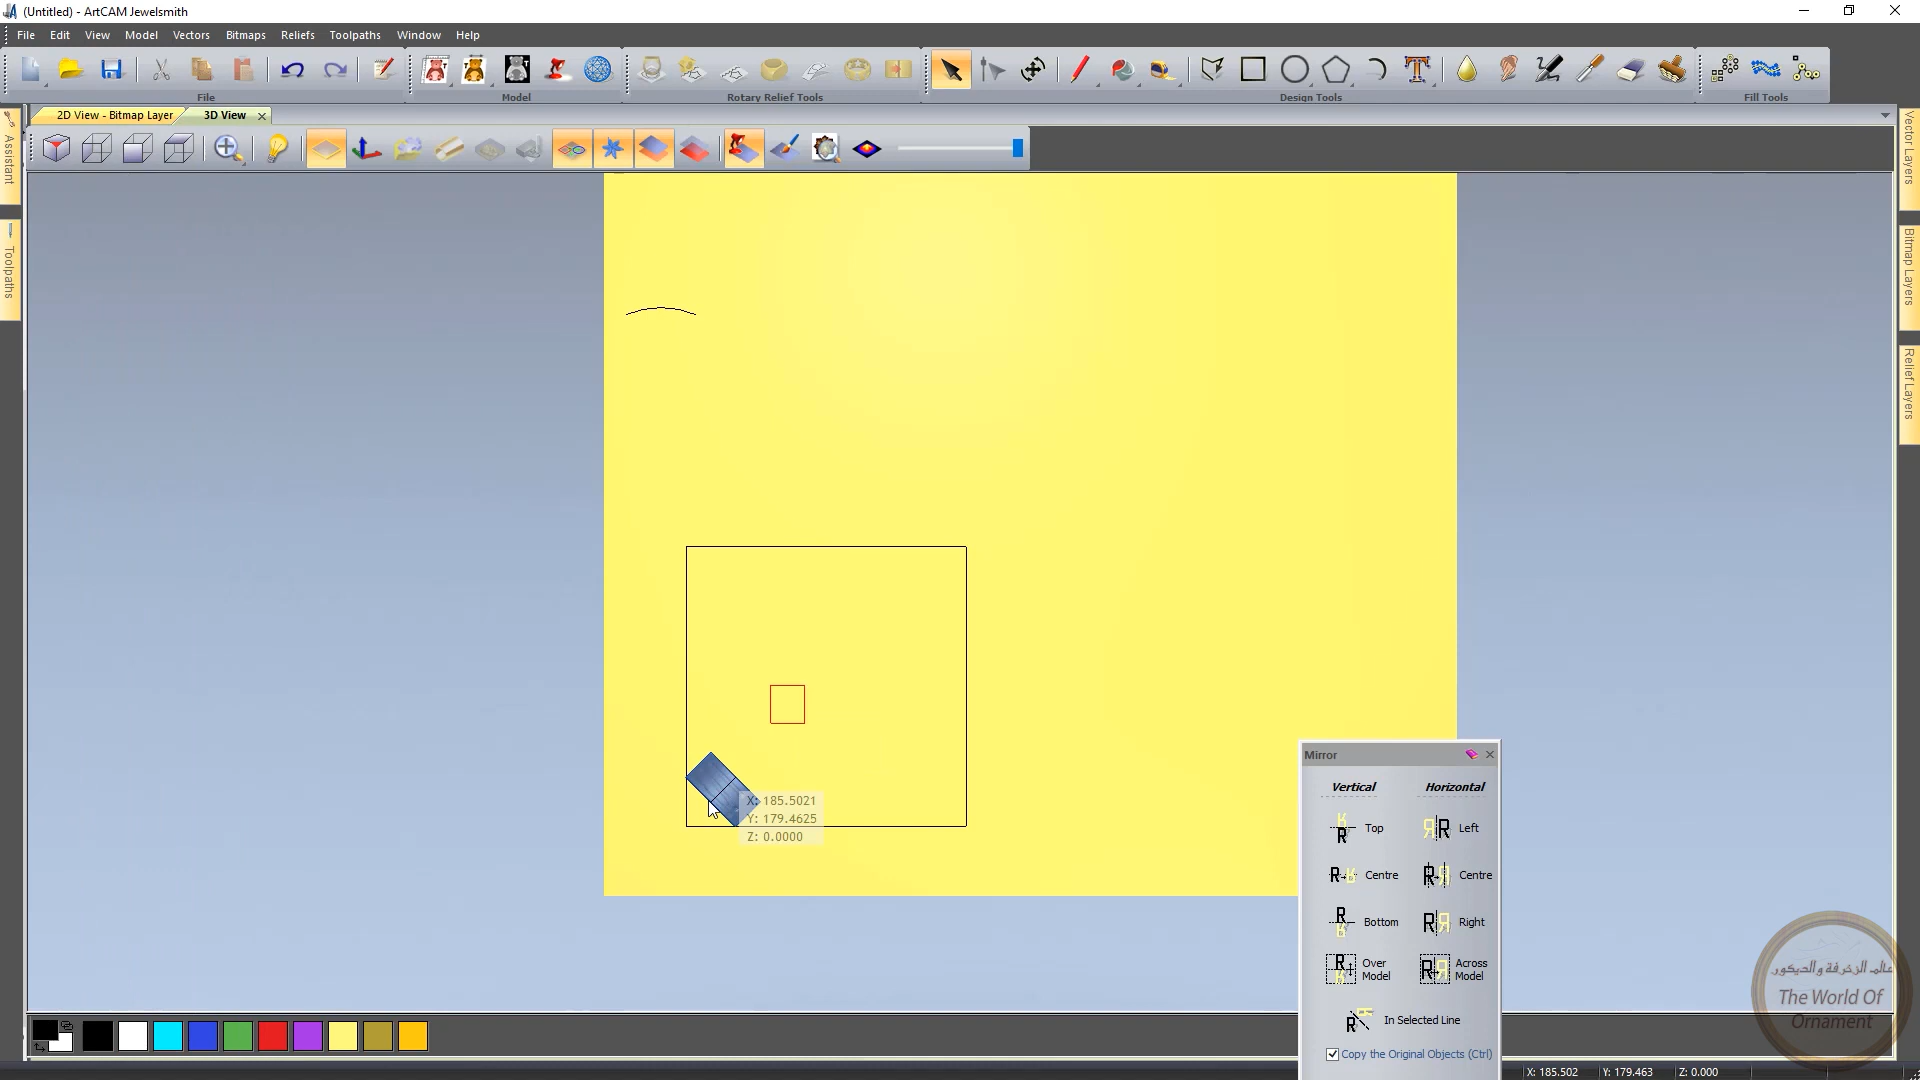 (Untitled) - ArtCAM Jewelsmith
File Edit View Model Vectors Bitmaps Reliefs Toolpaths Window Help
File Model Rotary Relief Tools Design Tools Fill Tools
2D View - Bitmap Layer 3D View
Assistant
Toolpaths
Vector Layers
Bitmap Layers
Relief Layers
X: 185.5021
Y: 179.4625
Z: 0.0000
Mirror
Vertical Horizontal
Top Left
Centre Centre
Bottom Right
Over Model Across Model
In Selected Line
Copy the Original Objects (Ctrl)
عالم الزخرفة والديكور
The World Of
Ornament
X: 185.502 Y: 179.463 Z: 0.000